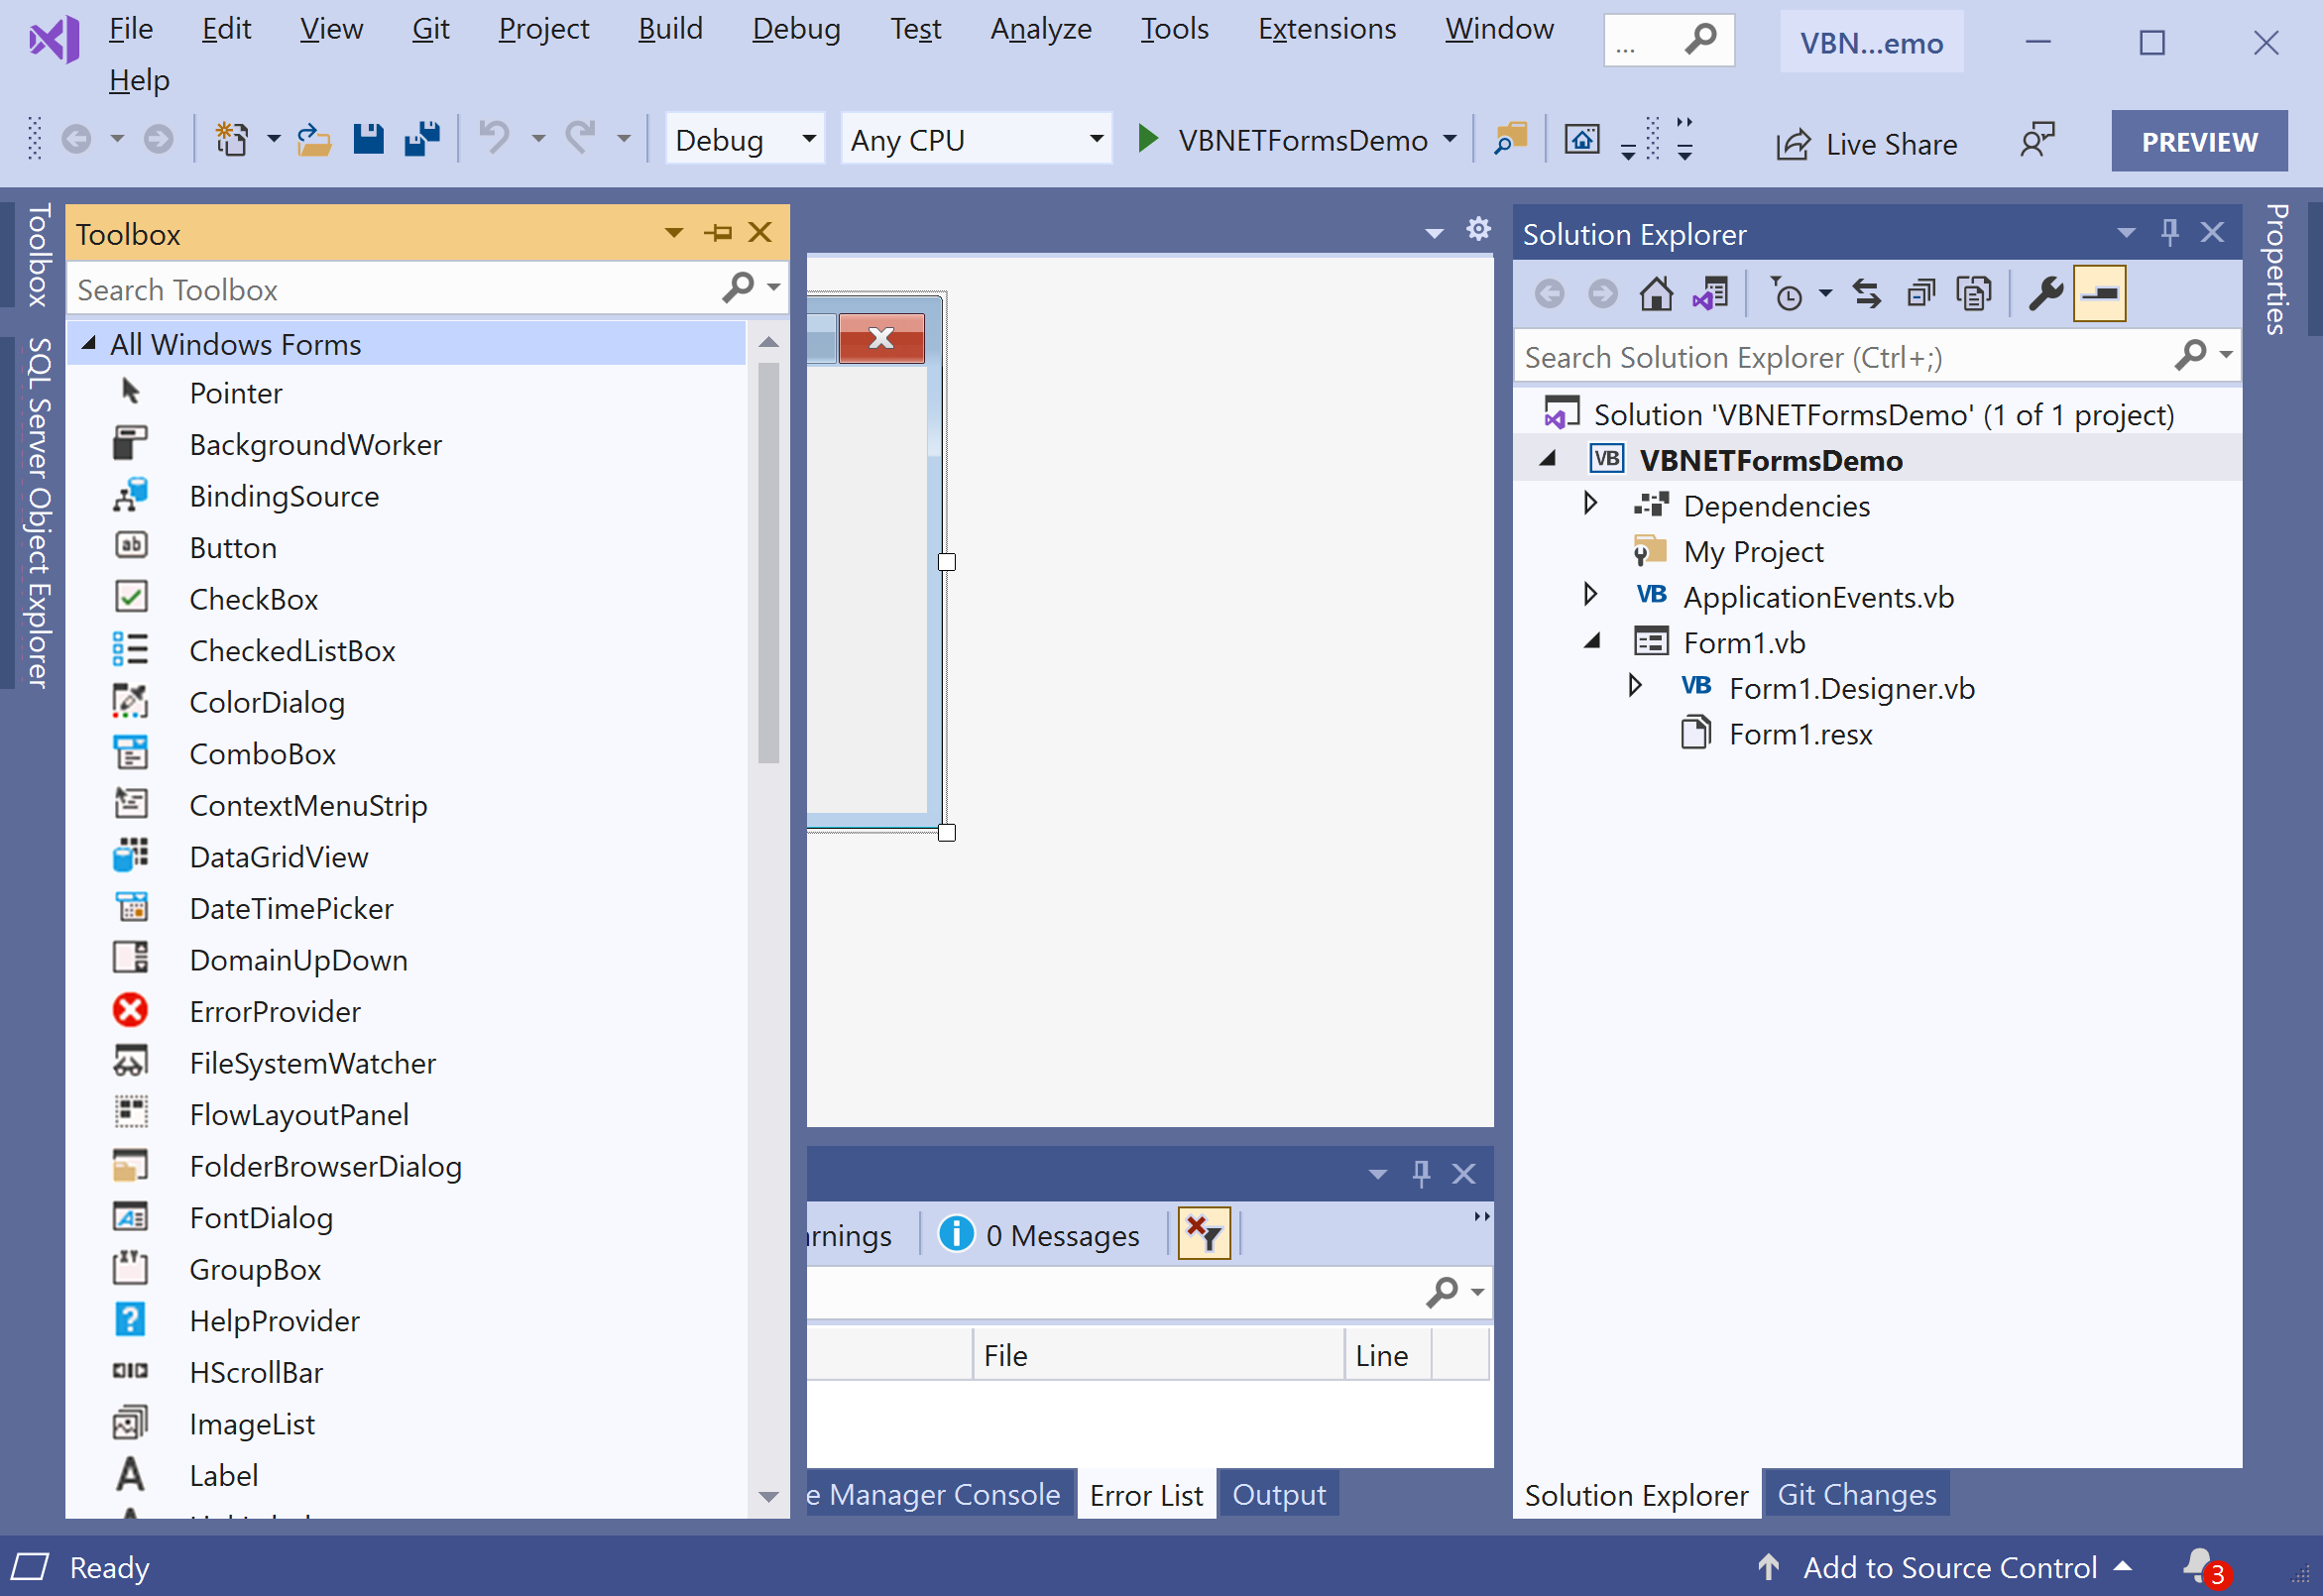 File Edit View Git Project Build Debug Test Analyze Tools Extensions Window ... VBN...emo
Help
Debug Any CPU VBNETFormsDemo Live Share PREVIEW
Toolbox
SQL Server Object Explorer
Toolbox
Search Toolbox
All Windows Forms
Pointer
BackgroundWorker
BindingSource
Button
CheckBox
CheckedListBox
ColorDialog
ComboBox
ContextMenuStrip
DataGridView
DateTimePicker
DomainUpDown
ErrorProvider
FileSystemWatcher
FlowLayoutPanel
FolderBrowserDialog
FontDialog
GroupBox
HelpProvider
HScrollBar
ImageList
Label
0 Messages
File Line
e Manager Console Error List Output
Solution Explorer
Search Solution Explorer (Ctrl+;)
Solution 'VBNETFormsDemo' (1 of 1 project)
VB VBNETFormsDemo
Dependencies
My Project
VB ApplicationEvents.vb
Form1.vb
VB Form1.Designer.vb
Form1.resx
Solution Explorer Git Changes
Properties
Ready Add to Source Control 3